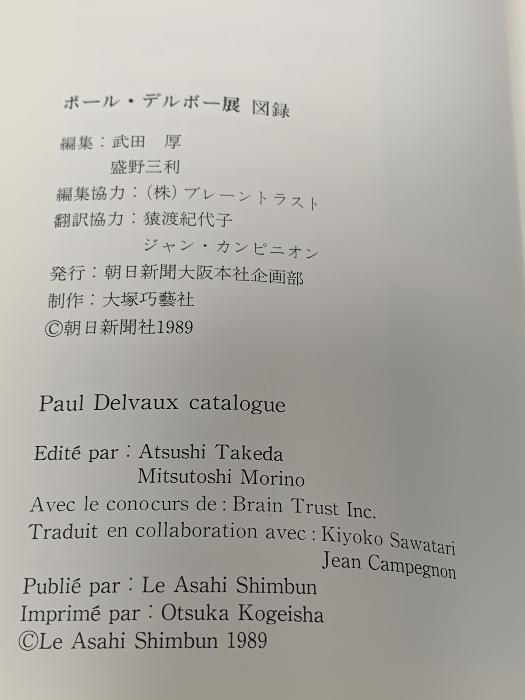 ポール・デルボー展 図録
編集：武田　厚
盛野三利
編集協力：（株）ブレーントラスト
翻訳協力：猿渡紀代子
ジャン・カンピニオン
発行：朝日新聞大阪本社企画部
制作：大塚巧藝社
©朝日新聞社1989
Paul Delvaux catalogue
Edité par : Atsushi Takeda
Mitsutoshi Morino
Avec le conocurs de : Brain Trust Inc.
Traduit en collaboration avec : Kiyoko Sawatari
Jean Campegnon
Publié par : Le Asahi Shimbun
Imprimé par : Otsuka Kogeisha
©Le Asahi Shimbun 1989